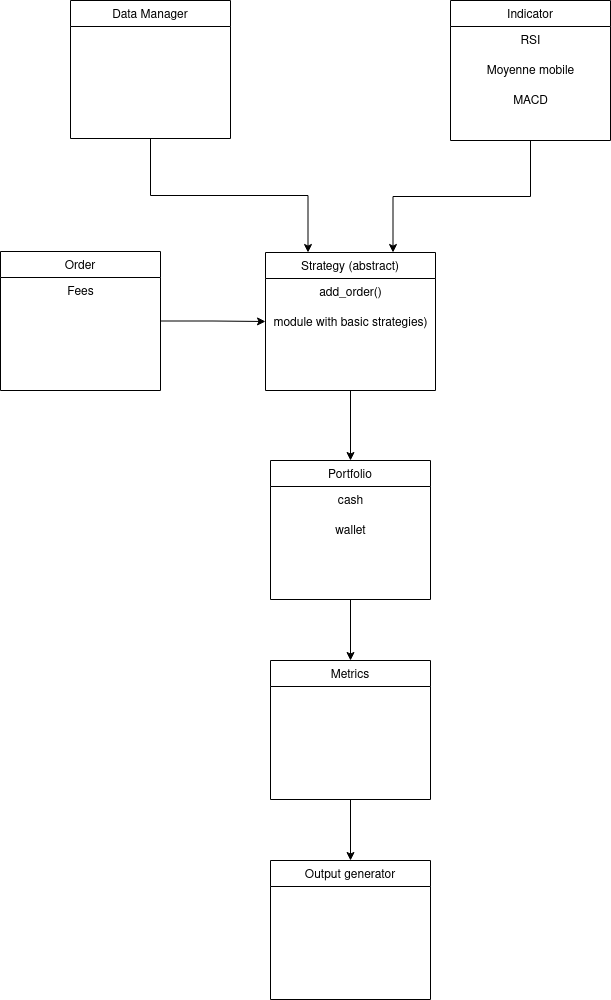 Data Manager
Indicator
RSI
Moyenne mobile
MACD
Order
Fees
Strategy (abstract)
add_order()
module with basic strategies)
Portfolio
cash
wallet
Metrics
Output generator